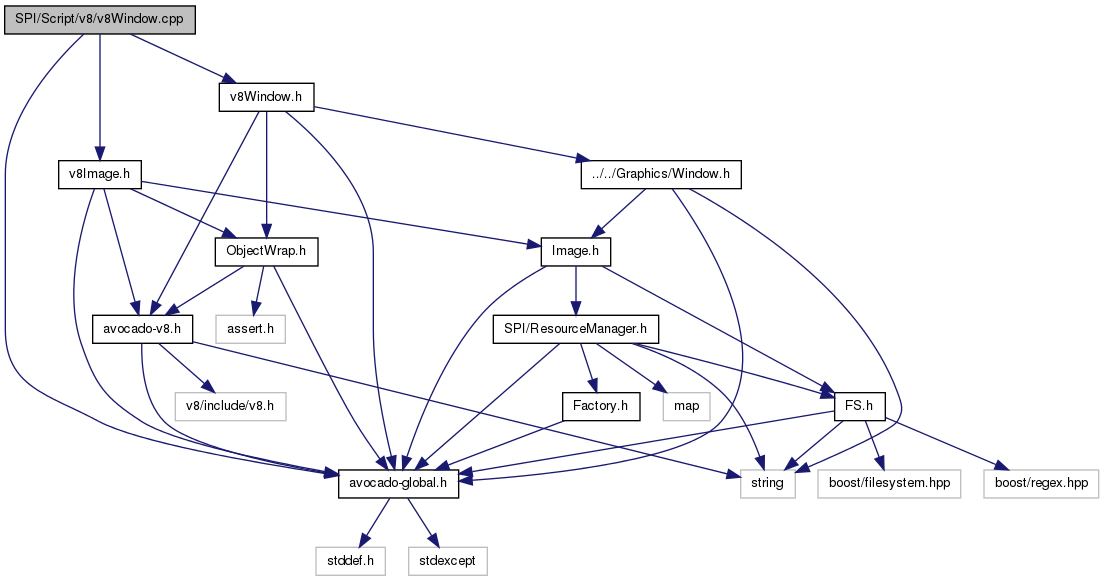 SPI/Script/v8/v8Window.cpp
v8Window.h
v8Image.h
../../Graphics/Window.h
ObjectWrap.h
Image.h
avocado-v8.h
assert.h
SPI/ResourceManager.h
v8/include/v8.h
Factory.h
map
FS.h
avocado-global.h
string
boost/filesystem.hpp
boost/regex.hpp
stddef.h
stdexcept